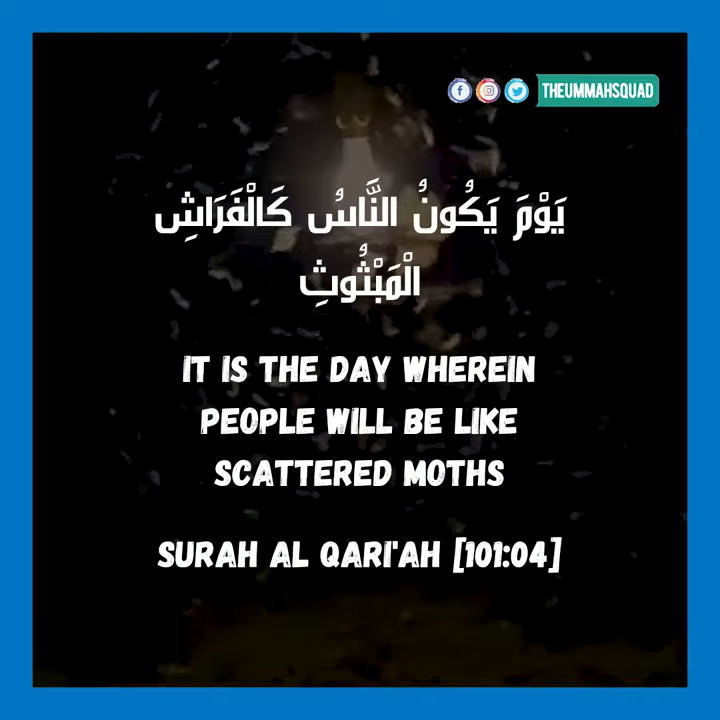 THEUMMAHSQUAD
يَوْمَ يَكُونُ النَّاسُ كَالْفَرَاشِ
الْمَبْثُوثِ
IT IS THE DAY WHEREIN
PEOPLE WILL BE LIKE
SCATTERED MOTHS
SURAH AL QARI'AH [101:04]